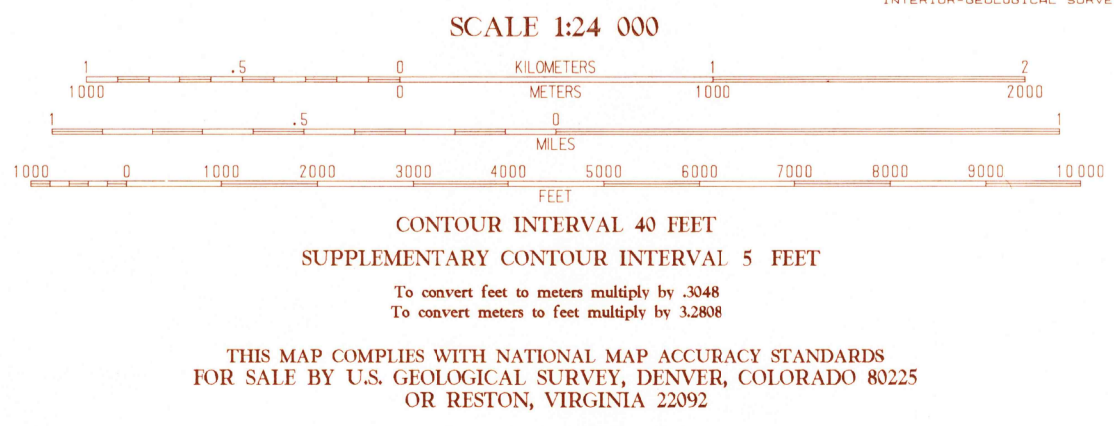 INTERIOR-GEOLOGICAL SURVE
SCALE 1:24 000
1 .5 0 KILOMETERS 1 2
1000 0 METERS 1000 2000
1 .5 0 1
MILES
1000 0 1000 2000 3000 4000 5000 6000 7000 8000 9000 10 000
FEET
CONTOUR INTERVAL 40 FEET
SUPPLEMENTARY CONTOUR INTERVAL 5 FEET
To convert feet to meters multiply by .3048
To convert meters to feet multiply by 3.2808
THIS MAP COMPLIES WITH NATIONAL MAP ACCURACY STANDARDS
FOR SALE BY U.S. GEOLOGICAL SURVEY, DENVER, COLORADO 80225
OR RESTON, VIRGINIA 22092